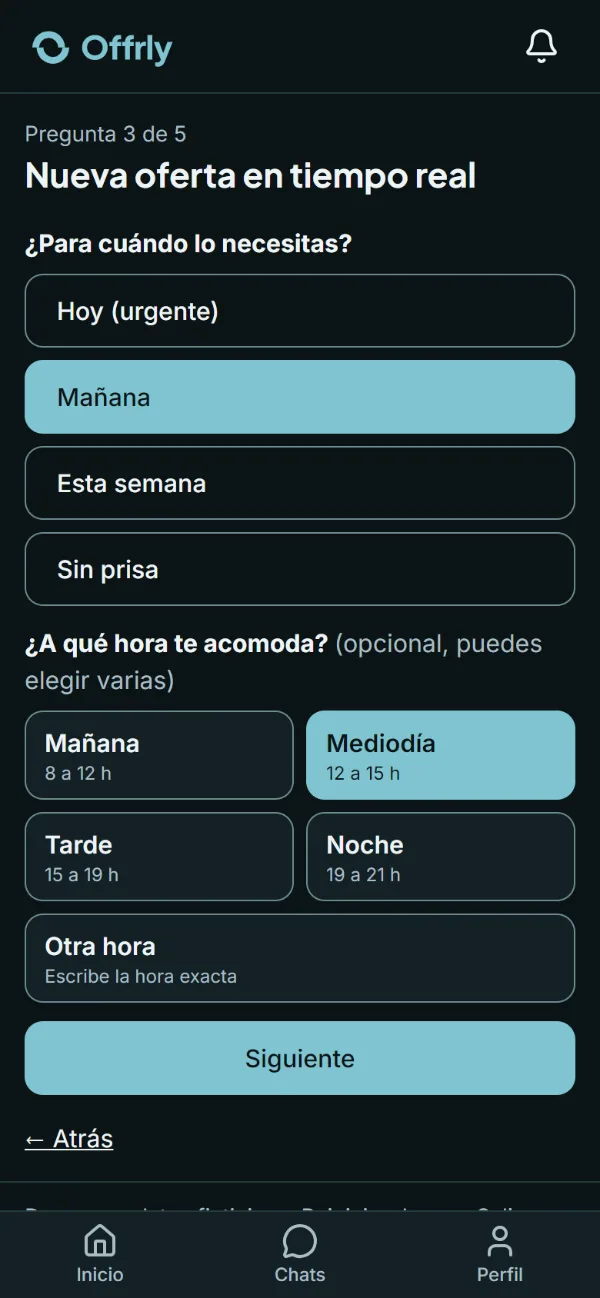 Offrly
Pregunta 3 de 5
Nueva oferta en tiempo real
¿Para cuándo lo necesitas?
Hoy (urgente)
Mañana
Esta semana
Sin prisa
¿A qué hora te acomoda? (opcional, puedes
elegir varias)
Mañana
8 a 12 h
Mediodía
12 a 15 h
Tarde
15 a 19 h
Noche
19 a 21 h
Otra hora
Escribe la hora exacta
Siguiente
← Atrás
Inicio
Chats
Perfil